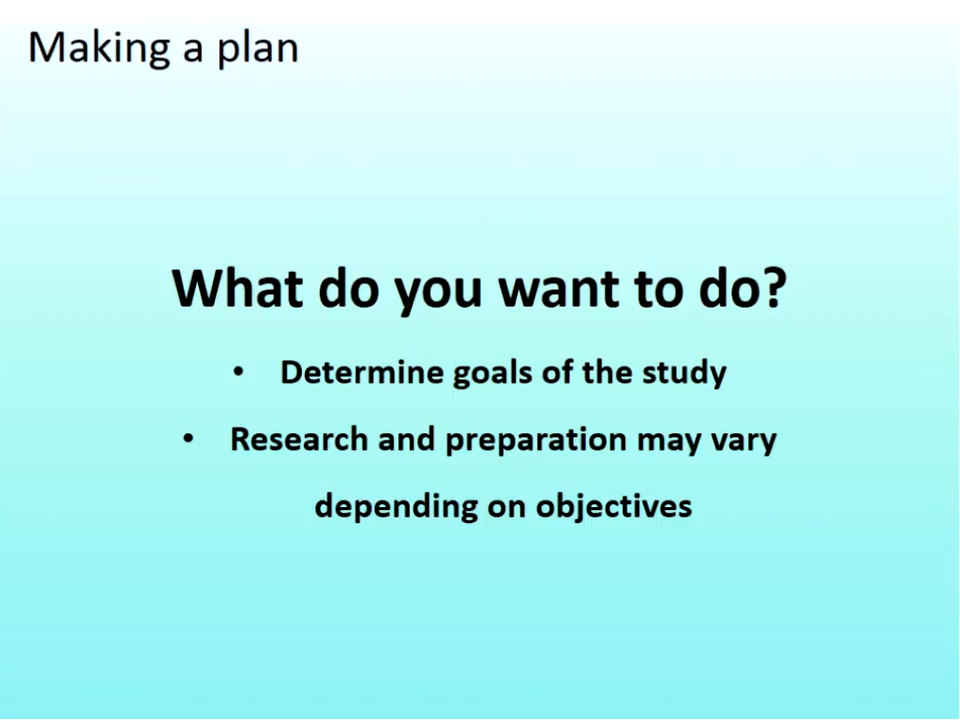 Making a plan
What do you want to do?
• Determine goals of the study
• Research and preparation may vary
depending on objectives